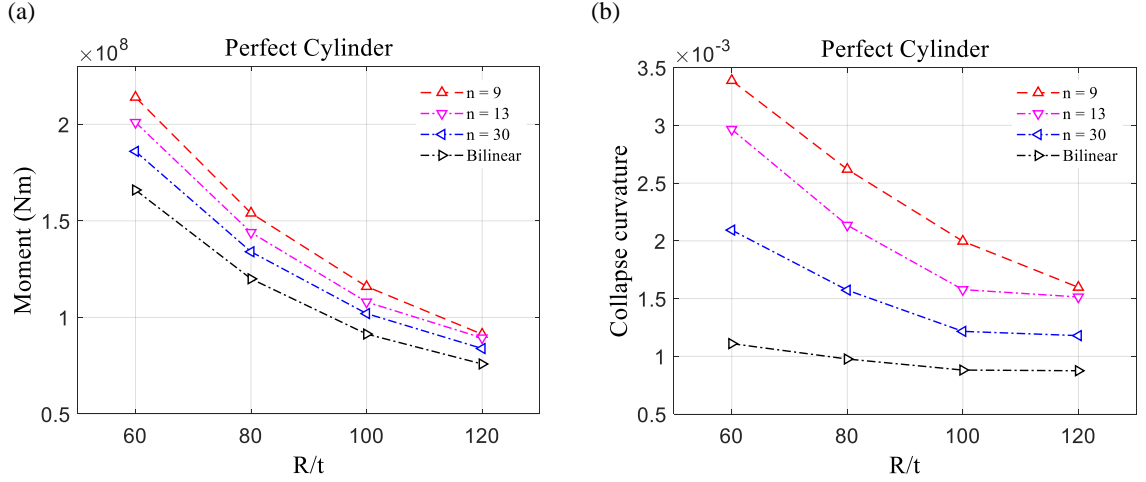 (a)
Perfect Cylinder
×10⁸
n = 9
n = 13
n = 30
Bilinear
2
1.5
1
0.5
60 80 100 120
Moment (Nm)
R/t
(b)
Perfect Cylinder
×10⁻³
n = 9
n = 13
n = 30
Bilinear
3.5
3
2.5
2
1.5
1
0.5
60 80 100 120
Collapse curvature
R/t